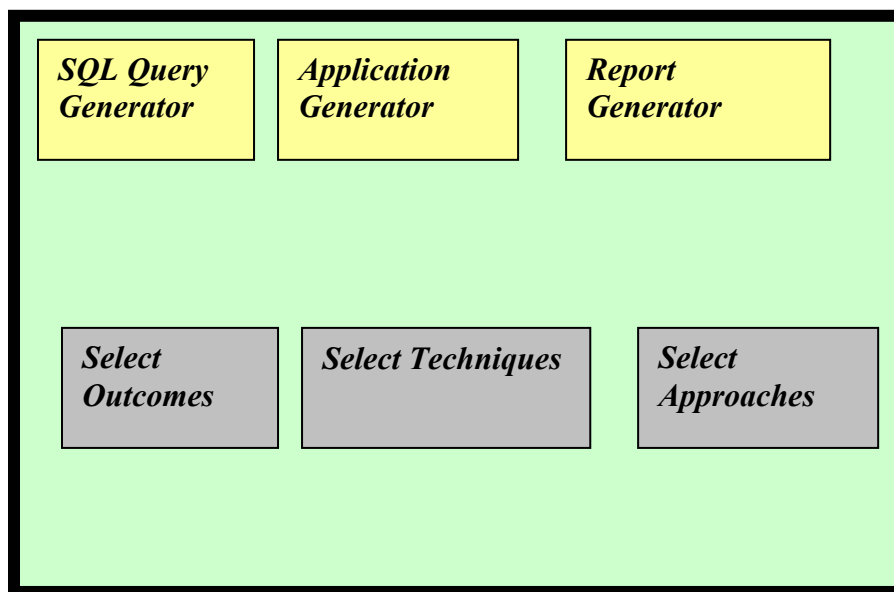 SQL Query
Generator
Application
Generator
Report
Generator
Select
Outcomes
Select Techniques
Select
Approaches